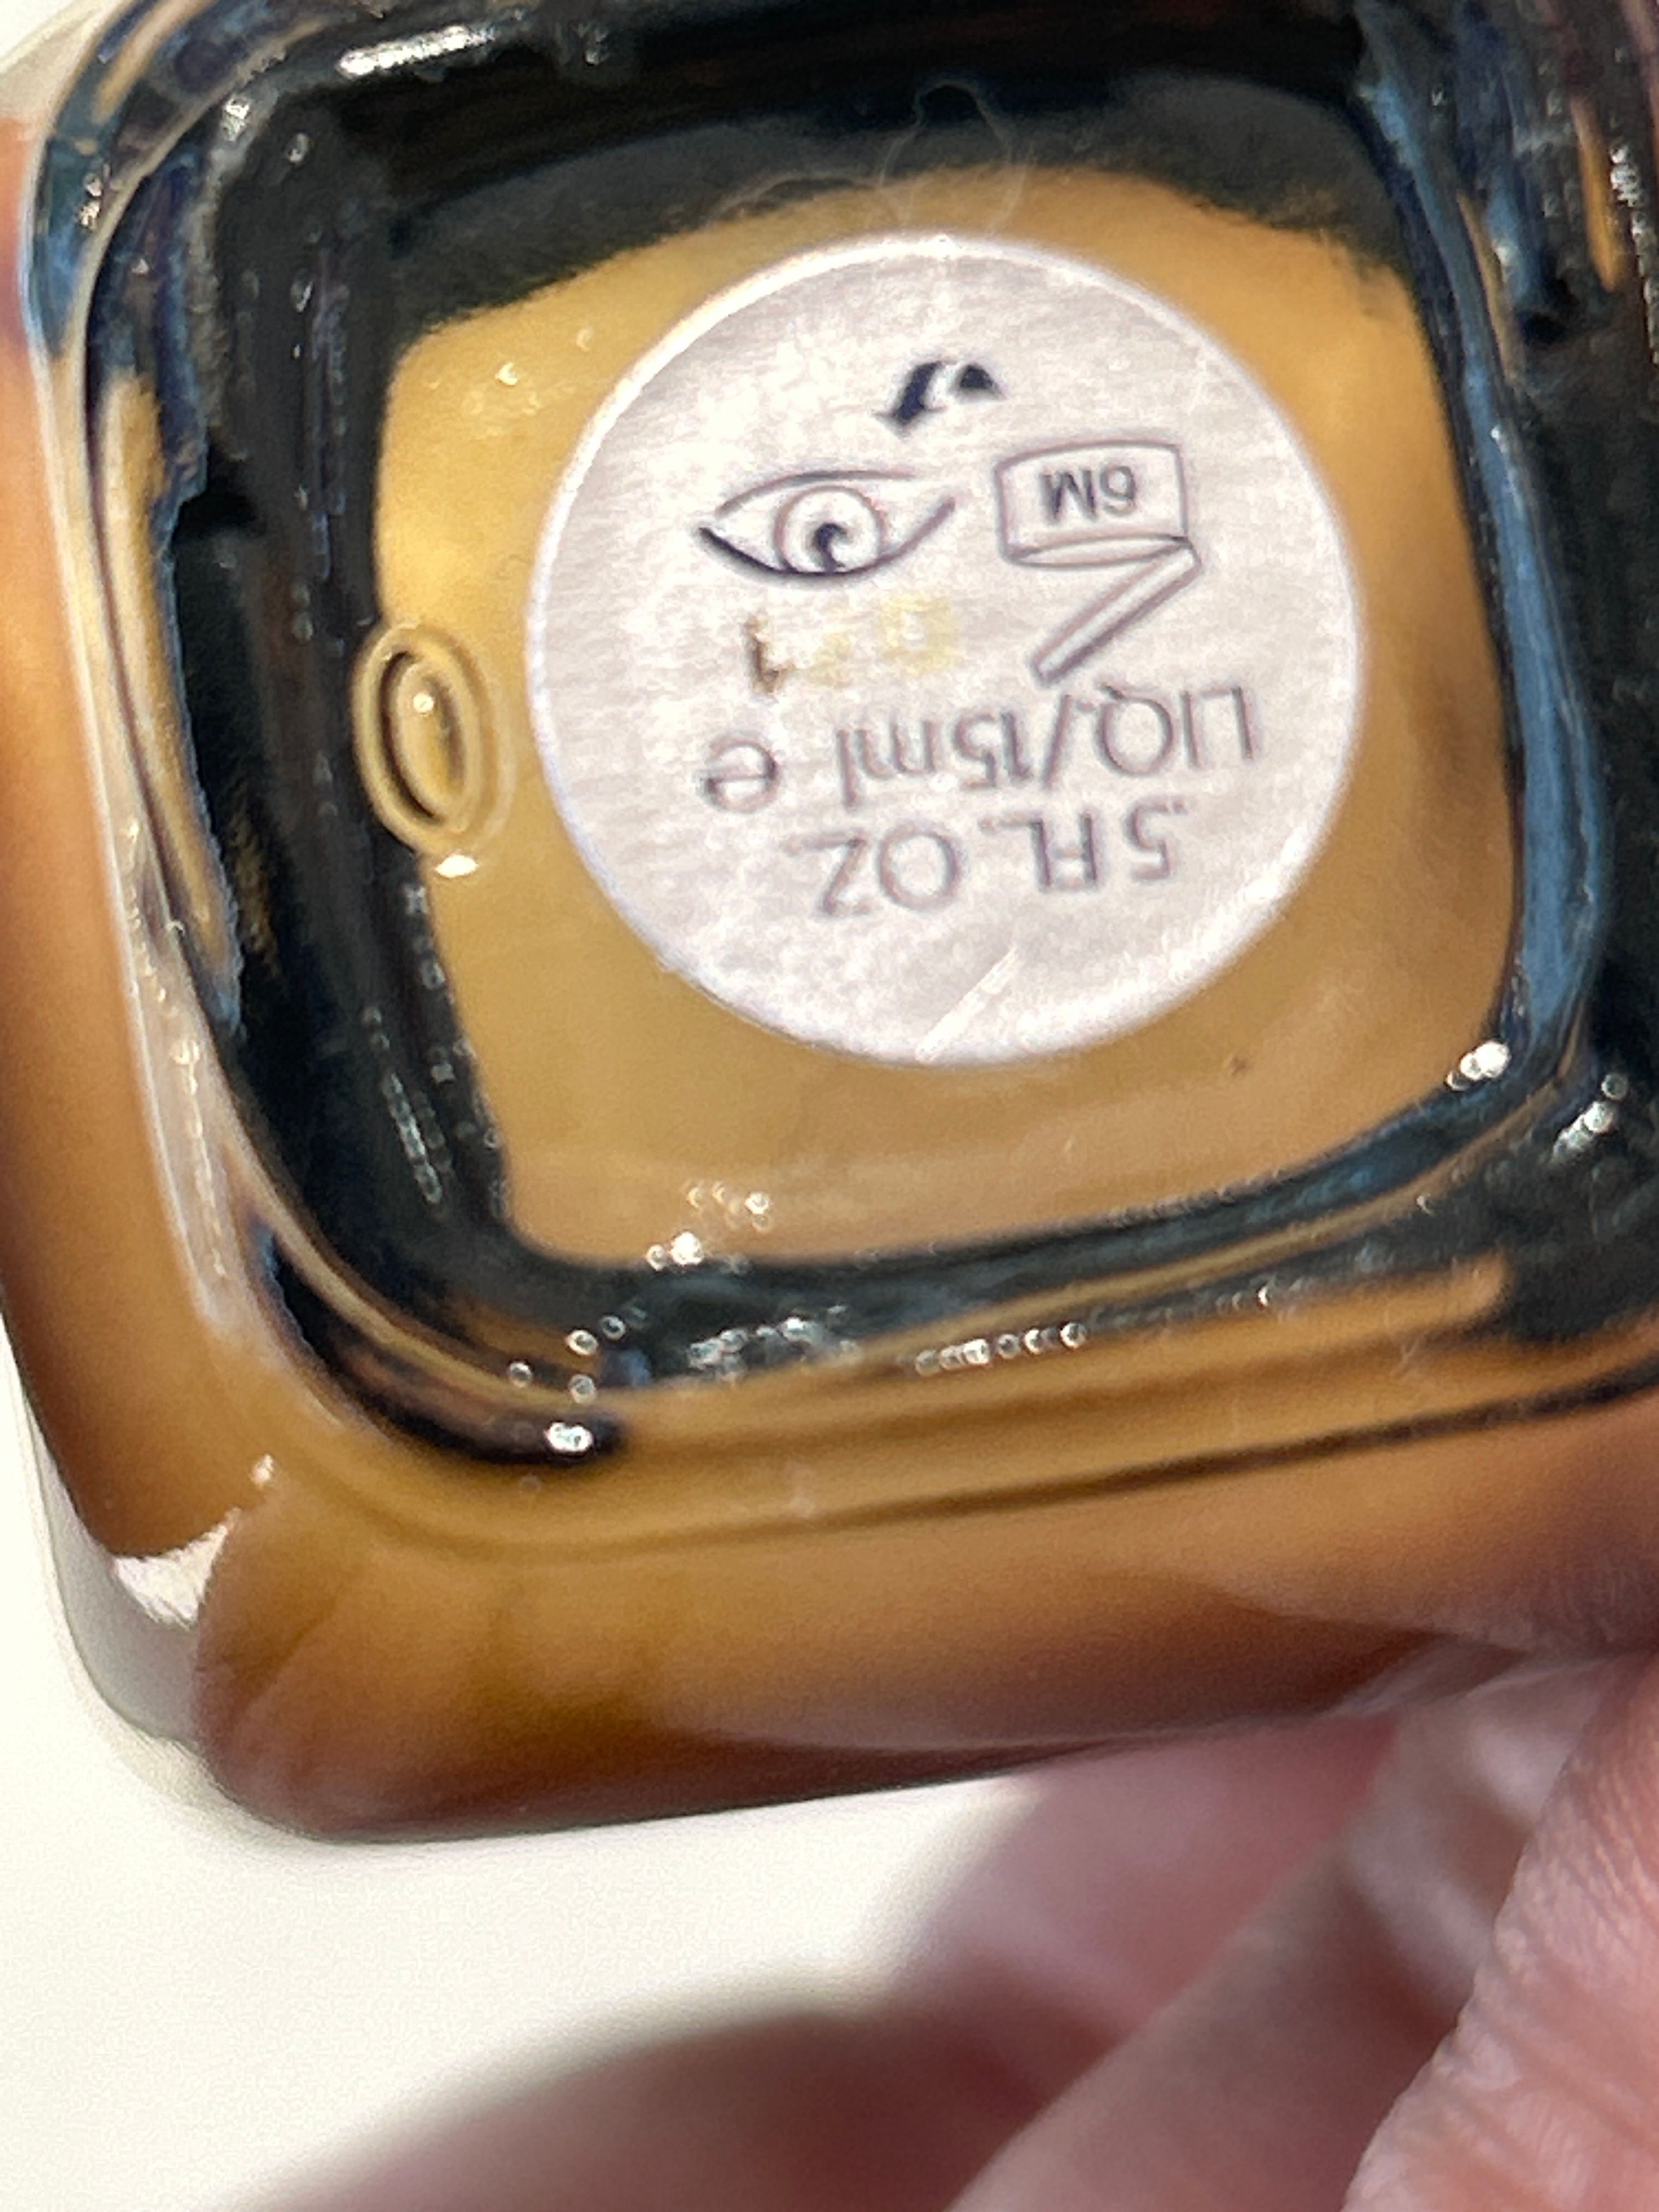 .5 FL. OZ.
LIQ./15ml e
6M